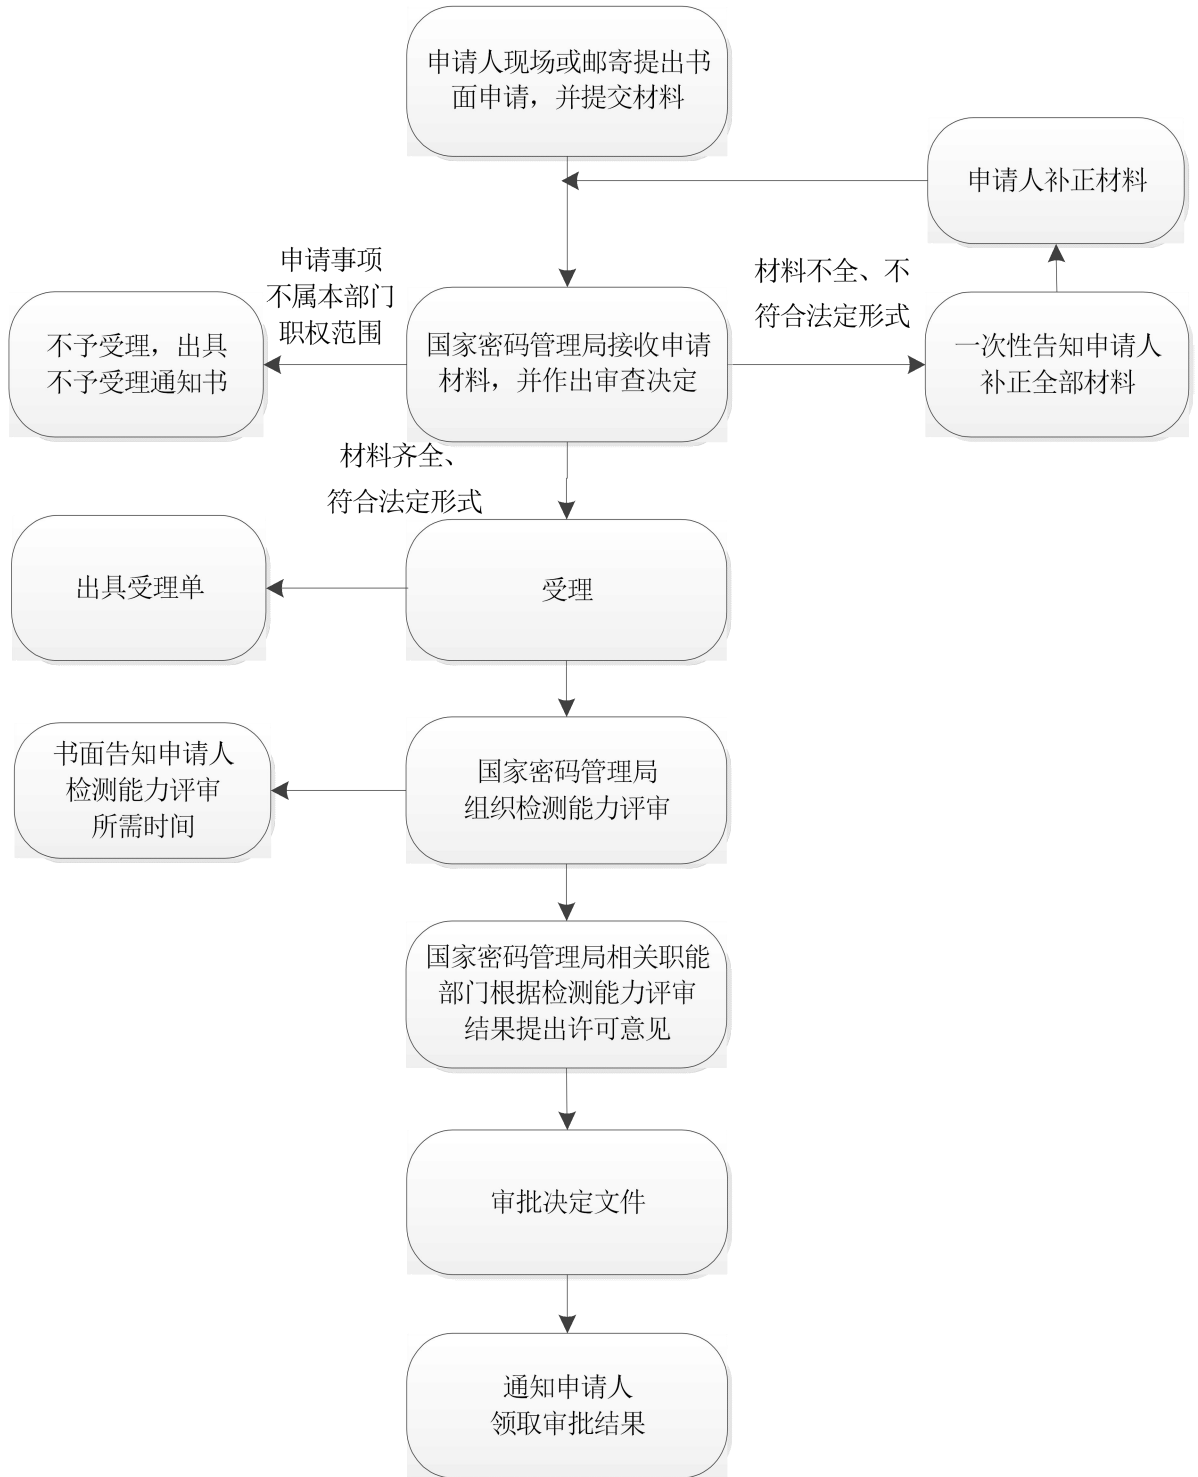 申请人现场或邮寄提出书
面申请，并提交材料
申请人补正材料
申请事项
不属本部门
职权范围
材料不全、不
符合法定形式
不予受理，出具
不予受理通知书
国家密码管理局接收申请
材料，并作出审查决定
一次性告知申请人
补正全部材料
材料齐全、
符合法定形式
出具受理单
受理
书面告知申请人
检测能力评审
所需时间
国家密码管理局
组织检测能力评审
国家密码管理局相关职能
部门根据检测能力评审
结果提出许可意见
审批决定文件
通知申请人
领取审批结果